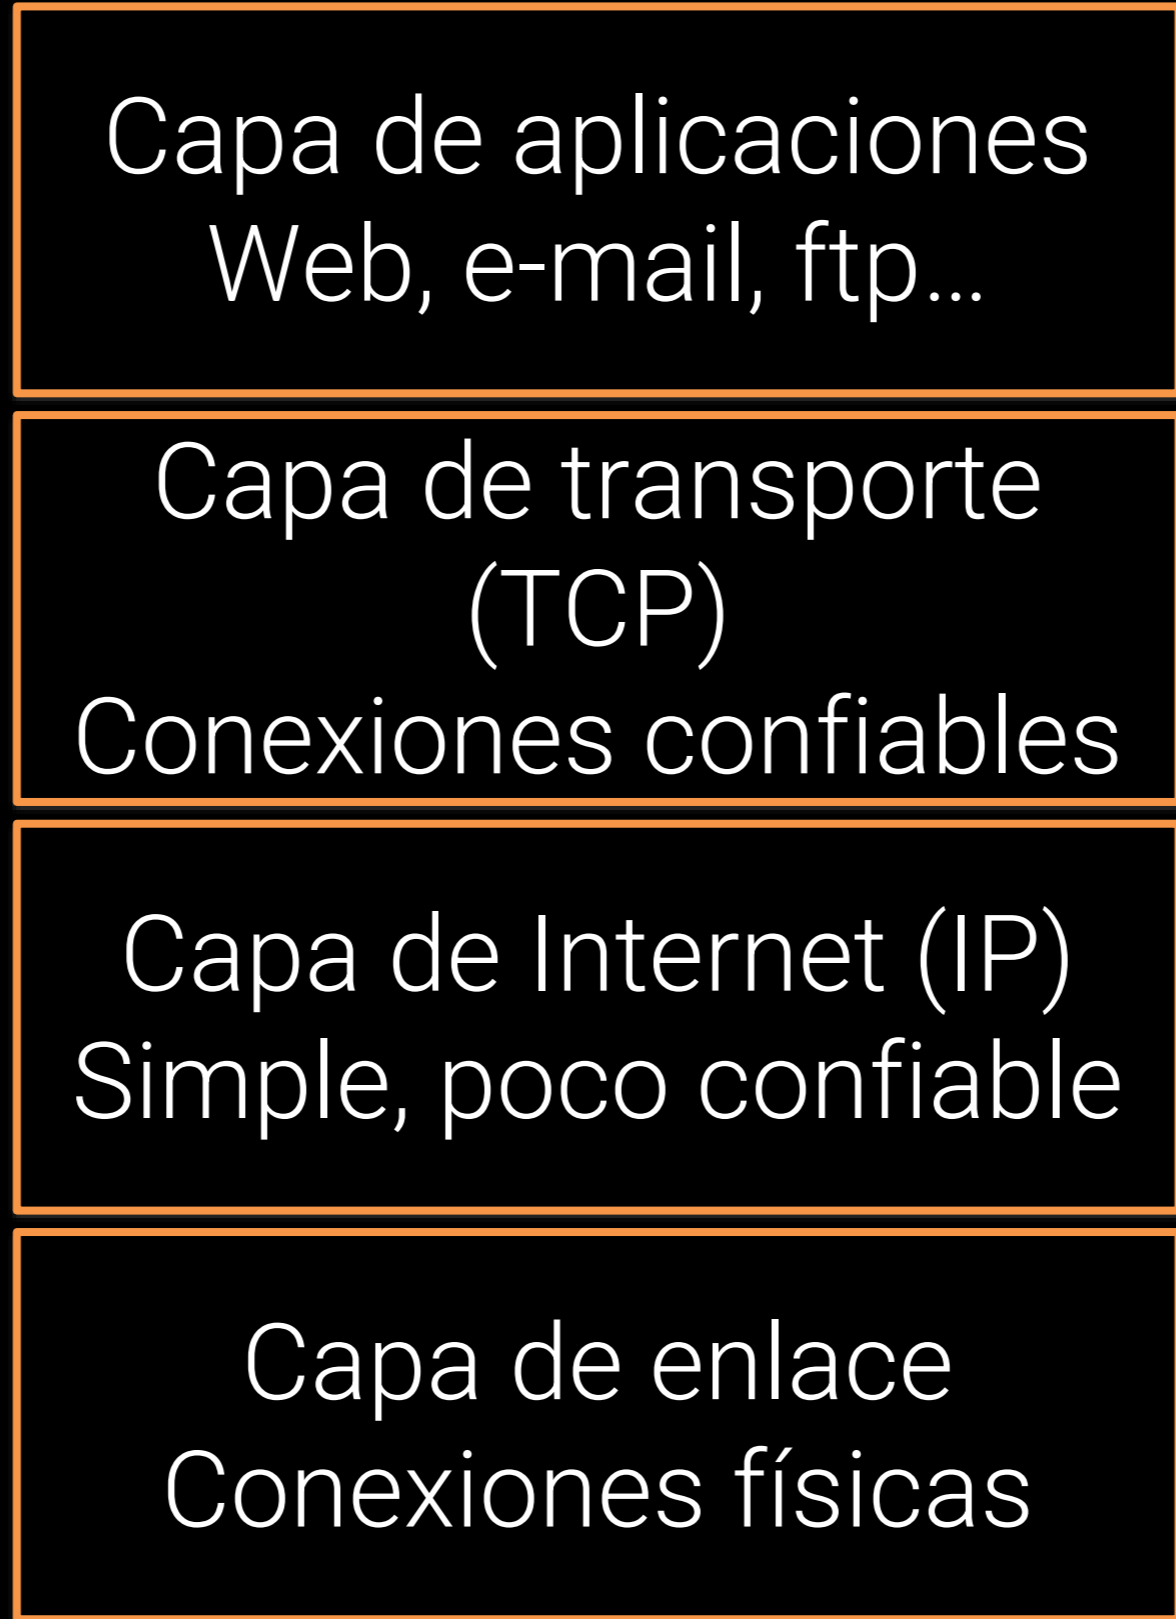 Capa de aplicaciones
Web, e-mail, ftp...
Capa de transporte
(TCP)
Conexiones confiables
Capa de Internet (IP)
Simple, poco confiable
Capa de enlace
Conexiones físicas